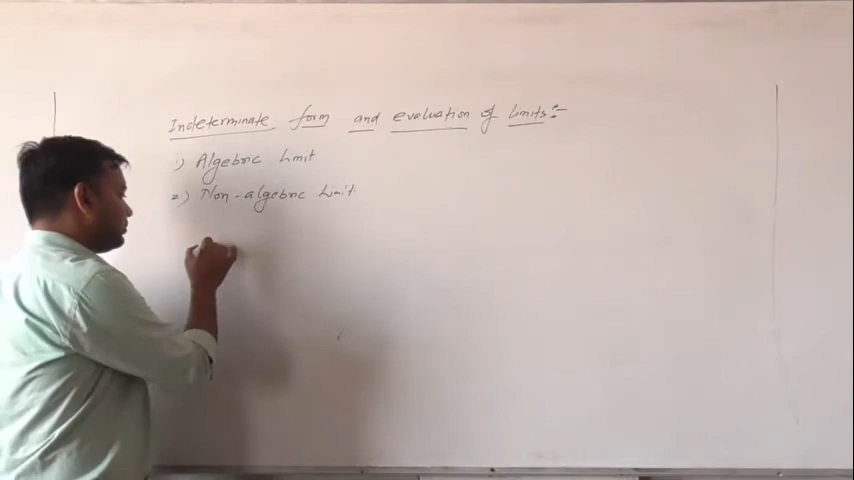 Indeterminate form and evaluation of limits:-
1) Algebric Limit
2) Non-algebric Limit